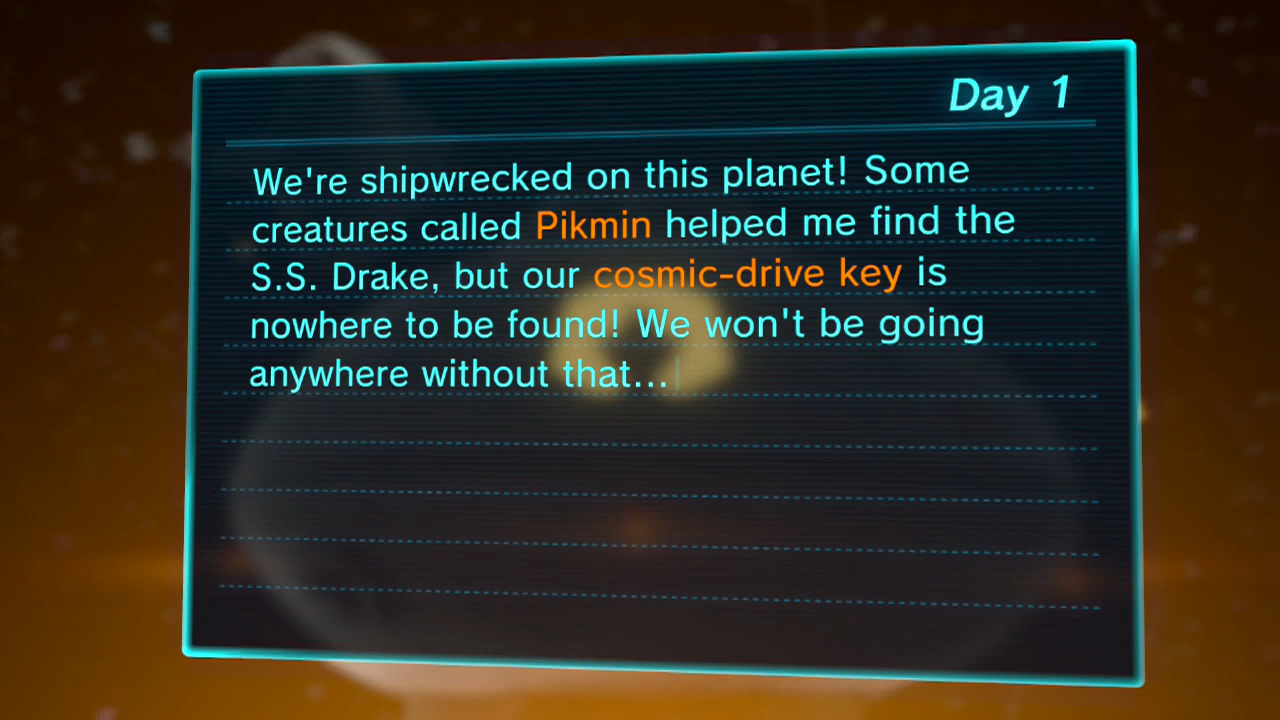 Day 1
We're shipwrecked on this planet! Some
creatures called Pikmin helped me find the
S.S. Drake, but our cosmic-drive key is
nowhere to be found! We won't be going
anywhere without that...